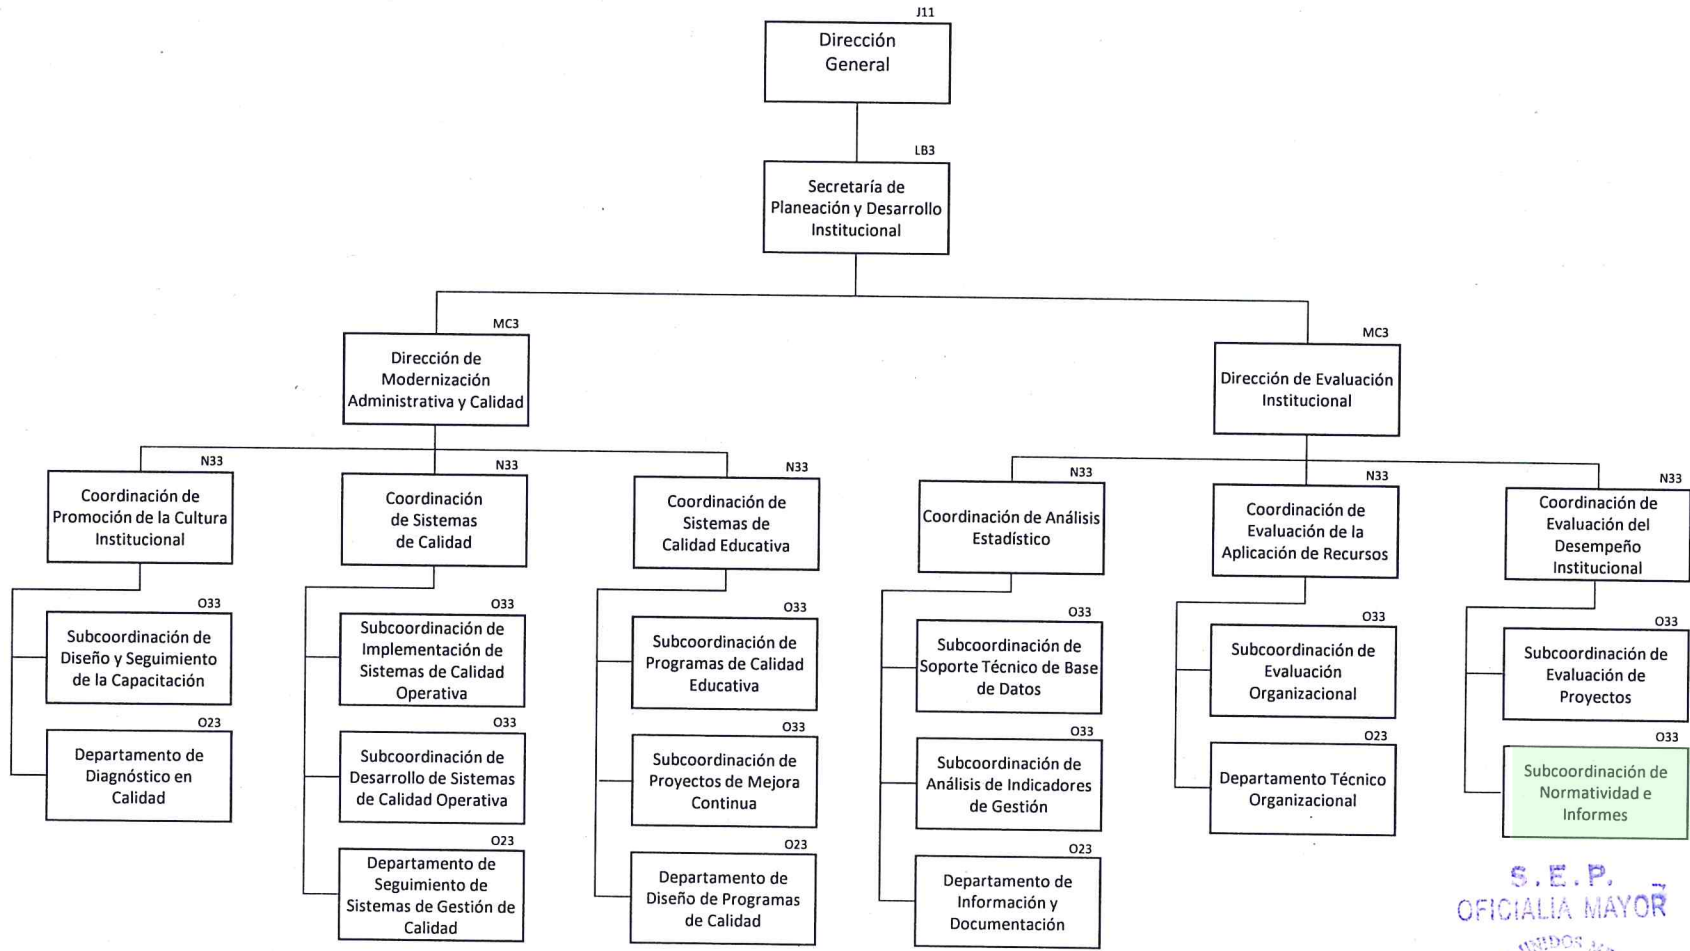 J11
Dirección
General
LB3
Secretaría de
Planeación y Desarrollo
Institucional
MC3
Dirección de
Modernización
Administrativa y Calidad
MC3
Dirección de Evaluación
Institucional
N33
Coordinación de
Promoción de la Cultura
Institucional
N33
Coordinación
de Sistemas
de Calidad
N33
Coordinación de
Sistemas de
Calidad Educativa
N33
Coordinación de Análisis
Estadístico
N33
Coordinación de
Evaluación de la
Aplicación de Recursos
N33
Coordinación de
Evaluación del
Desempeño
Institucional
O33
Subcoordinación de
Diseño y Seguimiento
de la Capacitación
O33
Subcoordinación de
Implementación de
Sistemas de Calidad
Operativa
O33
Subcoordinación de
Programas de Calidad
Educativa
O33
Subcoordinación de
Soporte Técnico de Base
de Datos
O33
Subcoordinación de
Evaluación
Organizacional
O33
Subcoordinación de
Evaluación de
Proyectos
O23
Departamento de
Diagnóstico en
Calidad
O33
Subcoordinación de
Desarrollo de Sistemas
de Calidad Operativa
O33
Subcoordinación de
Proyectos de Mejora
Continua
O33
Subcoordinación de
Análisis de Indicadores
de Gestión
O23
Departamento Técnico
Organizacional
O33
Subcoordinación de
Normatividad e
Informes
O23
Departamento de
Seguimiento de
Sistemas de Gestión de
Calidad
O23
Departamento de
Diseño de Programas
de Calidad
O23
Departamento de
Información y
Documentación
S.E.P.
OFICIALIA MAYOR